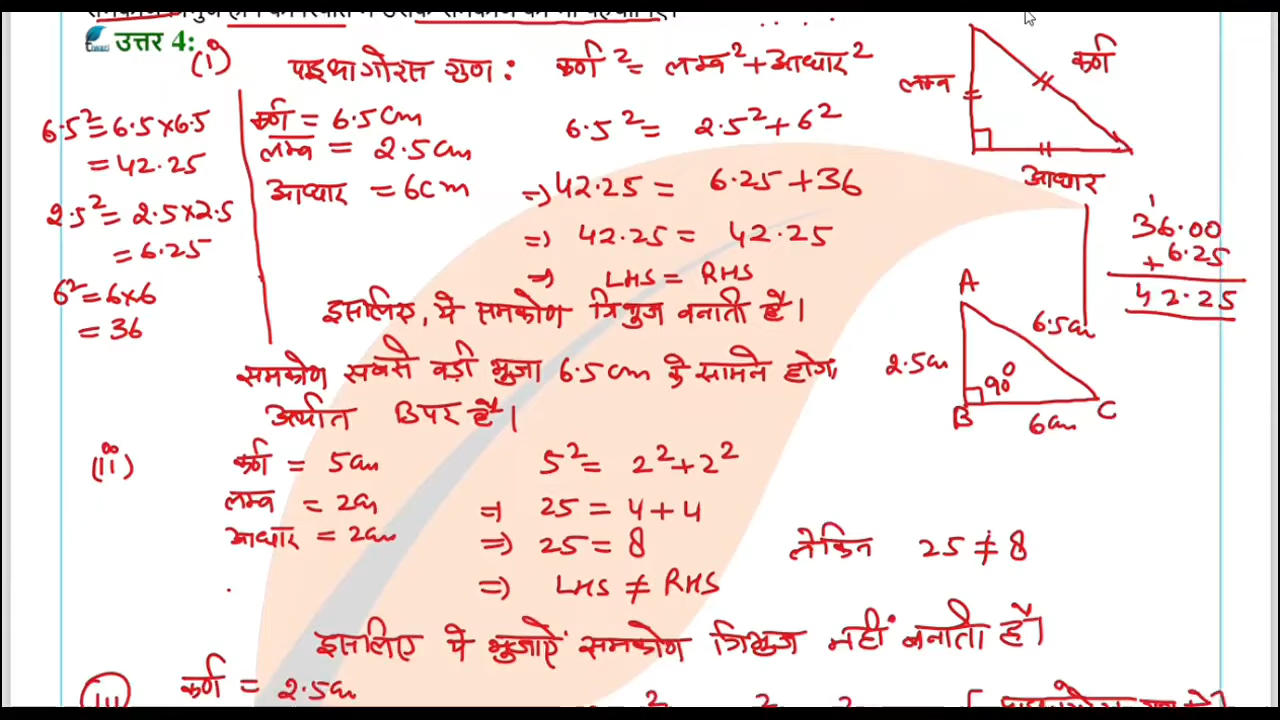 उत्तर 4:
(i) पाइथागोरस गुण : कर्ण² = लम्ब² + आधार²
लम्ब
कर्ण
आधार
6.5² = 6.5×6.5
= 42.25
2.5² = 2.5×2.5
= 6.25
6² = 6×6
= 36
कर्ण = 6.5cm
लम्ब = 2.5cm
आधार = 6cm
6.5² = 2.5² + 6²
=> 42.25 = 6.25 + 36
=> 42.25 = 42.25
=> LHS = RHS
1
36.00
+ 6.25
42.25
इसलिए, ये समकोण त्रिभुज बनाती है।
समकोण सबसे बड़ी भुजा 6.5cm के सामने होगा,
अर्थात B पर है।
A
6.5cm
2.5cm
90°
B
6cm
C
(ii)
कर्ण = 5cm
लम्ब = 2cm
आधार = 2cm
5² = 2² + 2²
=> 25 = 4 + 4
=> 25 = 8
लेकिन 25 ≠ 8
=> LHS ≠ RHS
इसलिए ये भुजाएँ समकोण त्रिभुज नहीं बनाती हैं।
कर्ण = 2.5cm